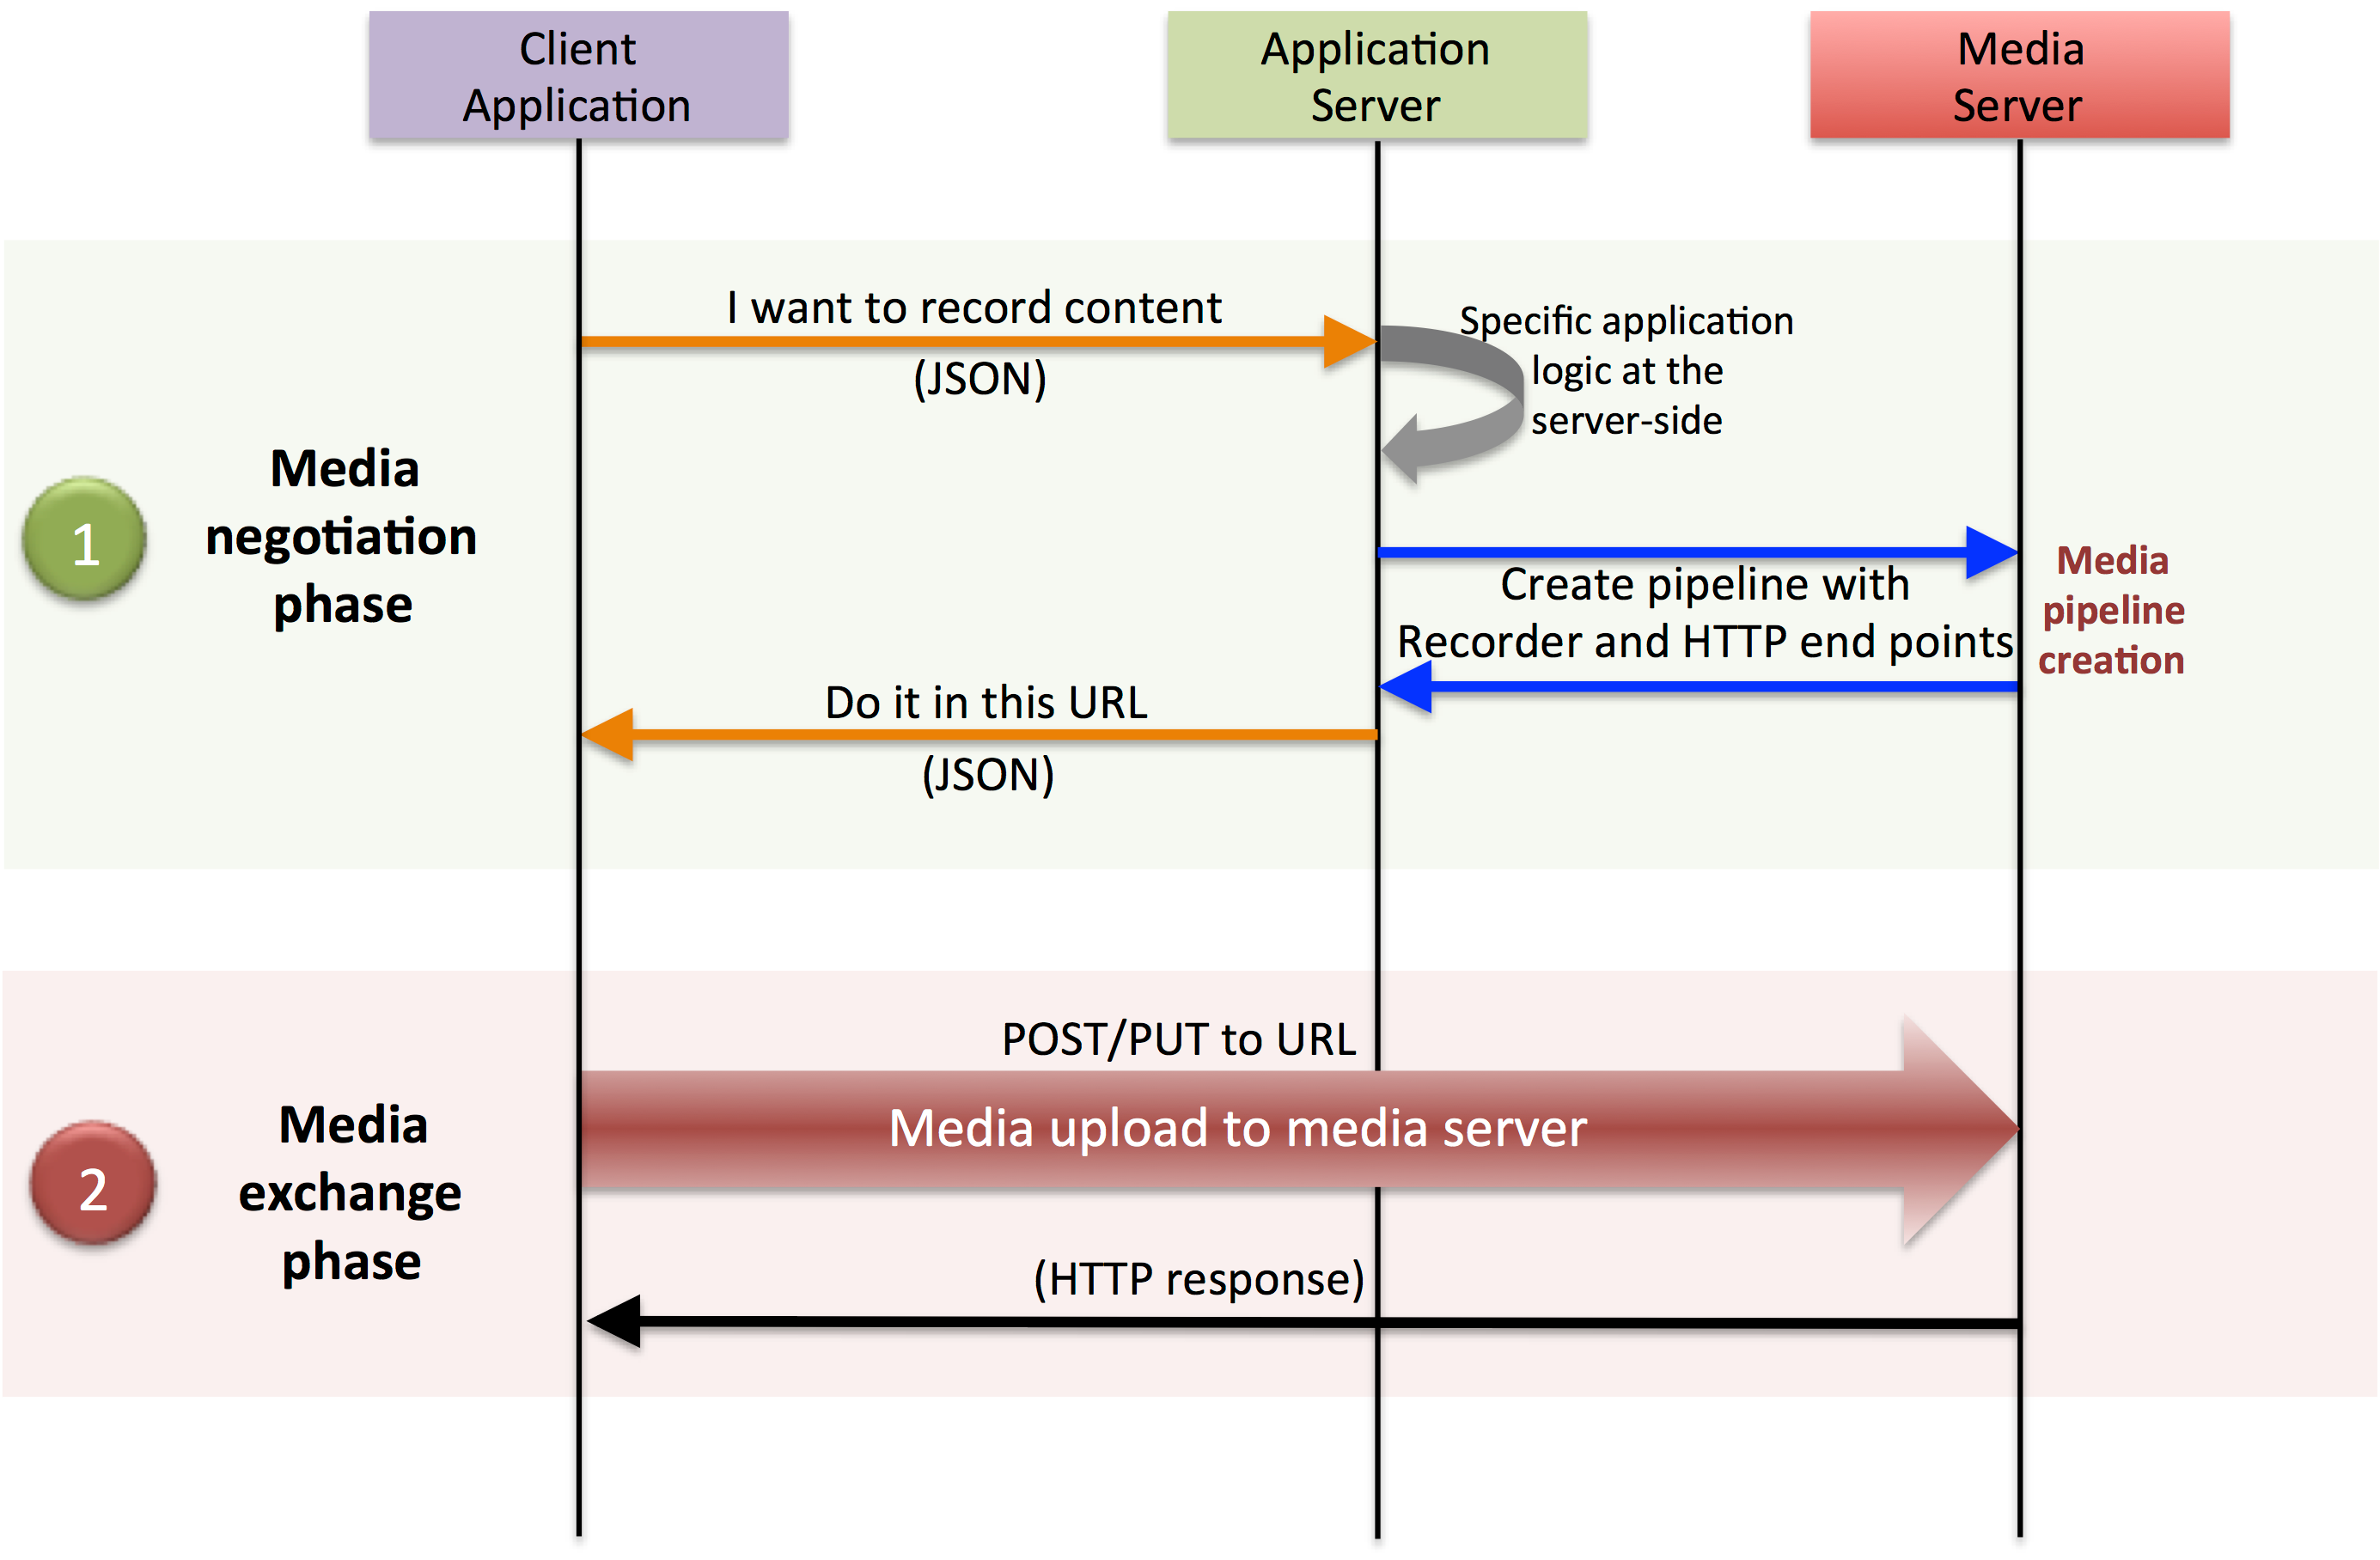 Client
Application
Application
Server
Media
Server
I want to record content
(JSON)
Specific application
logic at the
server-side
1
Media
negotiation
phase
Create pipeline with
Recorder and HTTP end points
Media
pipeline
creation
Do it in this URL
(JSON)
POST/PUT to URL
Media upload to media server
2
Media
exchange
phase
(HTTP response)